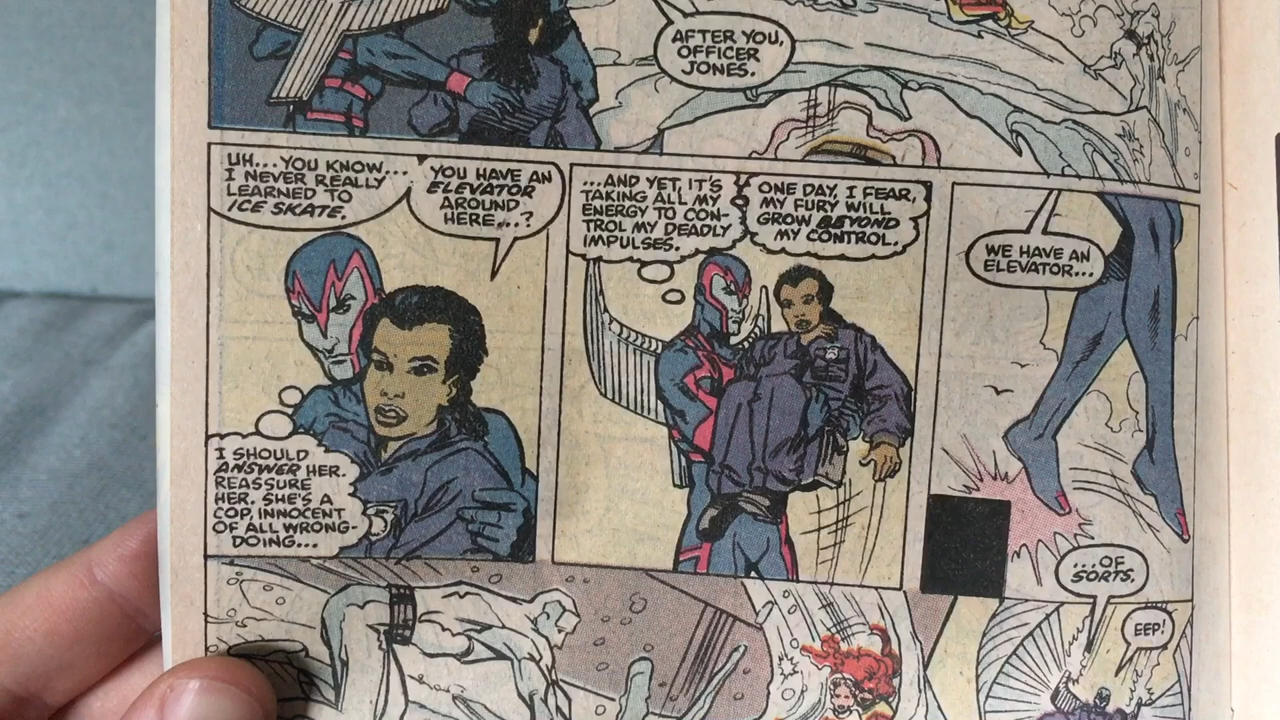 AFTER YOU,
OFFICER
JONES.
UH...YOU KNOW...
I NEVER REALLY
LEARNED TO
ICE SKATE.
YOU HAVE AN
ELEVATOR
AROUND
HERE...?
I SHOULD
ANSWER HER.
REASSURE
HER. SHE'S A
COP, INNOCENT
OF ALL WRONG-
DOING...
...AND YET, IT'S
TAKING ALL MY
ENERGY TO CON-
TROL MY DEADLY
IMPULSES.
ONE DAY, I FEAR,
MY FURY WILL
GROW BEYOND
MY CONTROL.
WE HAVE AN
ELEVATOR...
...OF
SORTS.
EEP!